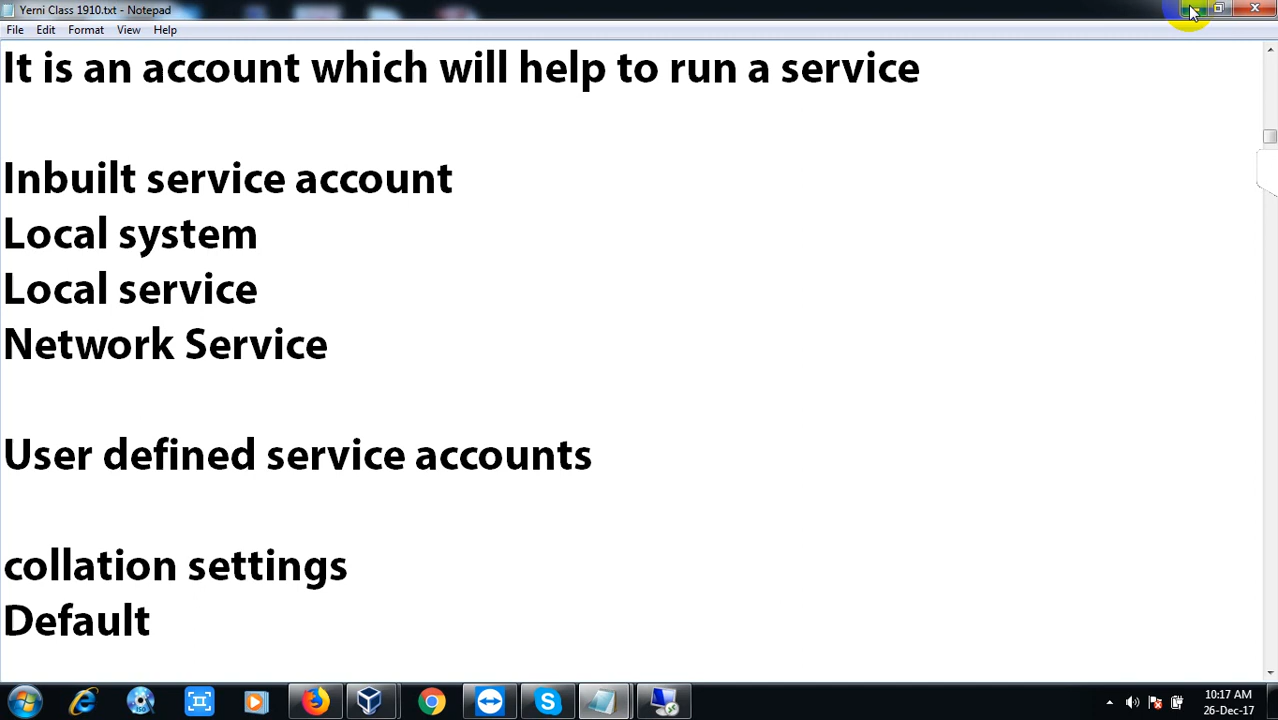 Yerni Class 1910.txt - Notepad
File Edit Format View Help
It is an account which will help to run a service
Inbuilt service account
Local system
Local service
Network Service
User defined service accounts
collation settings
Default
10:17 AM
26-Dec-17